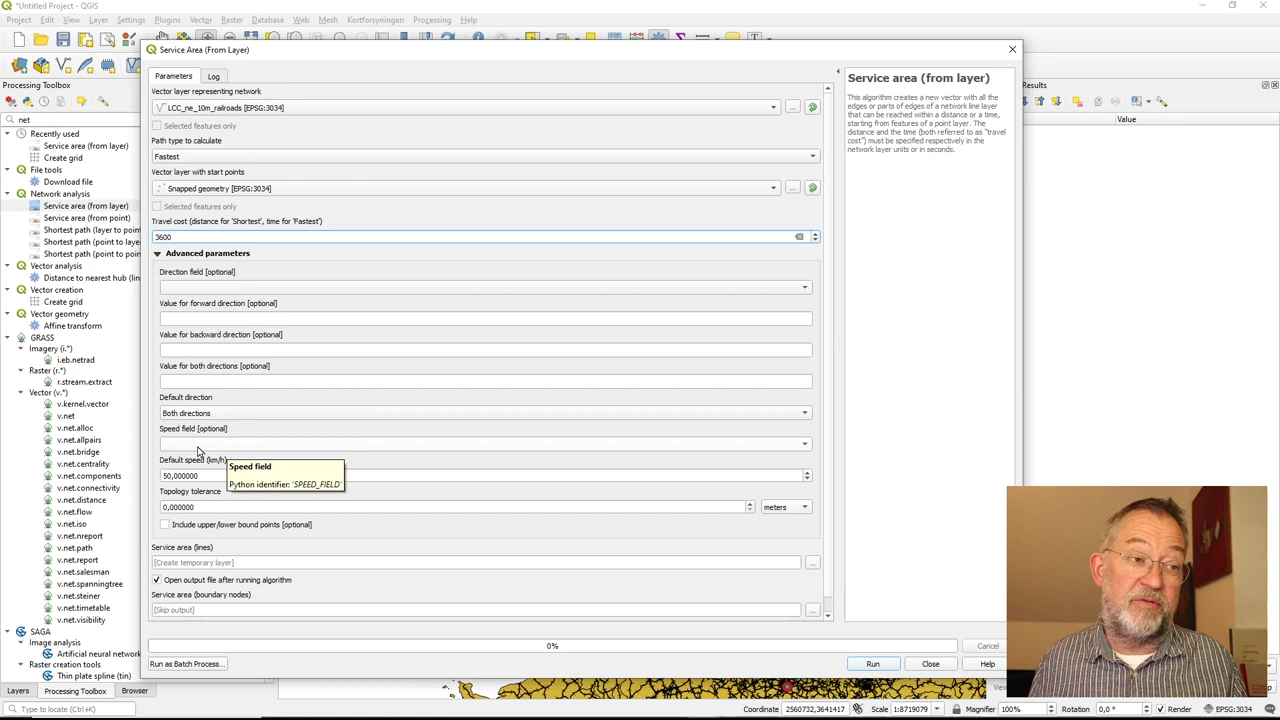 *Untitled Project — QGIS
Project Edit View Layer Settings Plugins Vector Raster Database Web Mesh Kortforsyningen Processing Help
Service Area (From Layer)
Processing Toolbox
net
Recently used
Service area (from layer)
Create grid
File tools
Download file
Network analysis
Service area (from layer)
Service area (from point)
Shortest path (layer to poin
Shortest path (point to laye
Shortest path (point to poin
Vector analysis
Distance to nearest hub (lin
Vector creation
Create grid
Vector geometry
Affine transform
GRASS
Imagery (i.*)
i.eb.netrad
Raster (r.*)
r.stream.extract
Vector (v.*)
v.kernel.vector
v.net
v.net.alloc
v.net.allpairs
v.net.bridge
v.net.centrality
v.net.components
v.net.connectivity
v.net.distance
v.net.flow
v.net.iso
v.net.nreport
v.net.path
v.net.report
v.net.salesman
v.net.spanningtree
v.net.steiner
v.net.timetable
v.net.visibility
SAGA
Image analysis
Artificial neural network
Raster creation tools
Thin plate spline (tin)
Layers Processing Toolbox Browser
Parameters Log
Vector layer representing network
LCC_ne_10m_railroads [EPSG:3034]
...
Selected features only
Path type to calculate
Fastest
Vector layer with start points
Snapped geometry [EPSG:3034]
...
Selected features only
Travel cost (distance for 'Shortest', time for 'Fastest')
3600
Advanced parameters
Direction field [optional]
Value for forward direction [optional]
Value for backward direction [optional]
Value for both directions [optional]
Default direction
Both directions
Speed field [optional]
Default speed (km/h)
Speed field
Python identifier: 'SPEED_FIELD'
50,000000
Topology tolerance
0,000000
meters
Include upper/lower bound points [optional]
Service area (lines)
[Create temporary layer]
...
Open output file after running algorithm
Service area (boundary nodes)
[Skip output]
...
0%
Cancel
Run as Batch Process...
Run Close Help
Service area (from layer)
This algorithm creates a new vector with all the
edges or parts of edges of a network line layer
that can be reached within a distance or a time,
starting from features of a point layer. The
distance and the time (both referred to as "travel
cost") must be specified respectively in the
network layer units or in seconds.
Results
Value
Type to locate (Ctrl+K)
Coordinate 2560732,3641417 Scale 1:8719079 Magnifier 100% Rotation 0,0 ° Render EPSG:3034